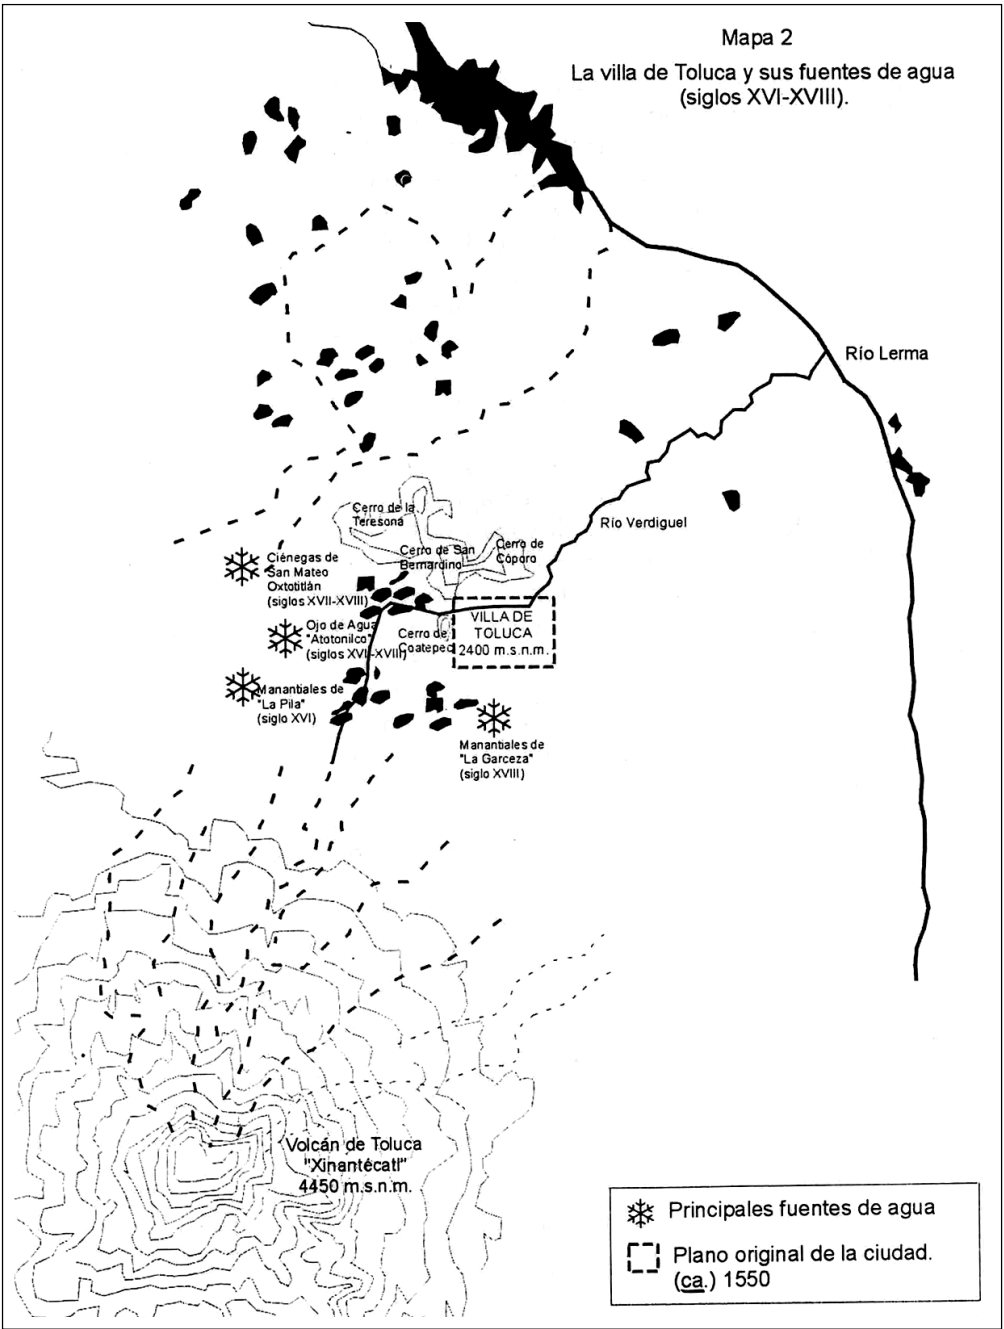 Mapa 2
La villa de Toluca y sus fuentes de agua
(siglos XVI-XVIII).
Río Lerma
Río Verdiguel
Cerro de la
Teresona
Cerro de San
Bernardino
Cerro de
Cóporo
Ciénegas de
San Mateo
Oxtotitlán
(siglos XVII-XVIII)
Ojo de Agua
"Atotonilco"
(siglos XVI-XVIII)
Cerro de
Coatepec
VILLA DE
TOLUCA
2400 m.s.n.m.
Manantiales de
"La Pila"
(siglo XVI)
Manantiales de
"La Garceza"
(siglo XVIII)
Volcán de Toluca
"Xinantécatl"
4450 m.s.n.m.
Principales fuentes de agua
Plano original de la ciudad.
(ca.) 1550